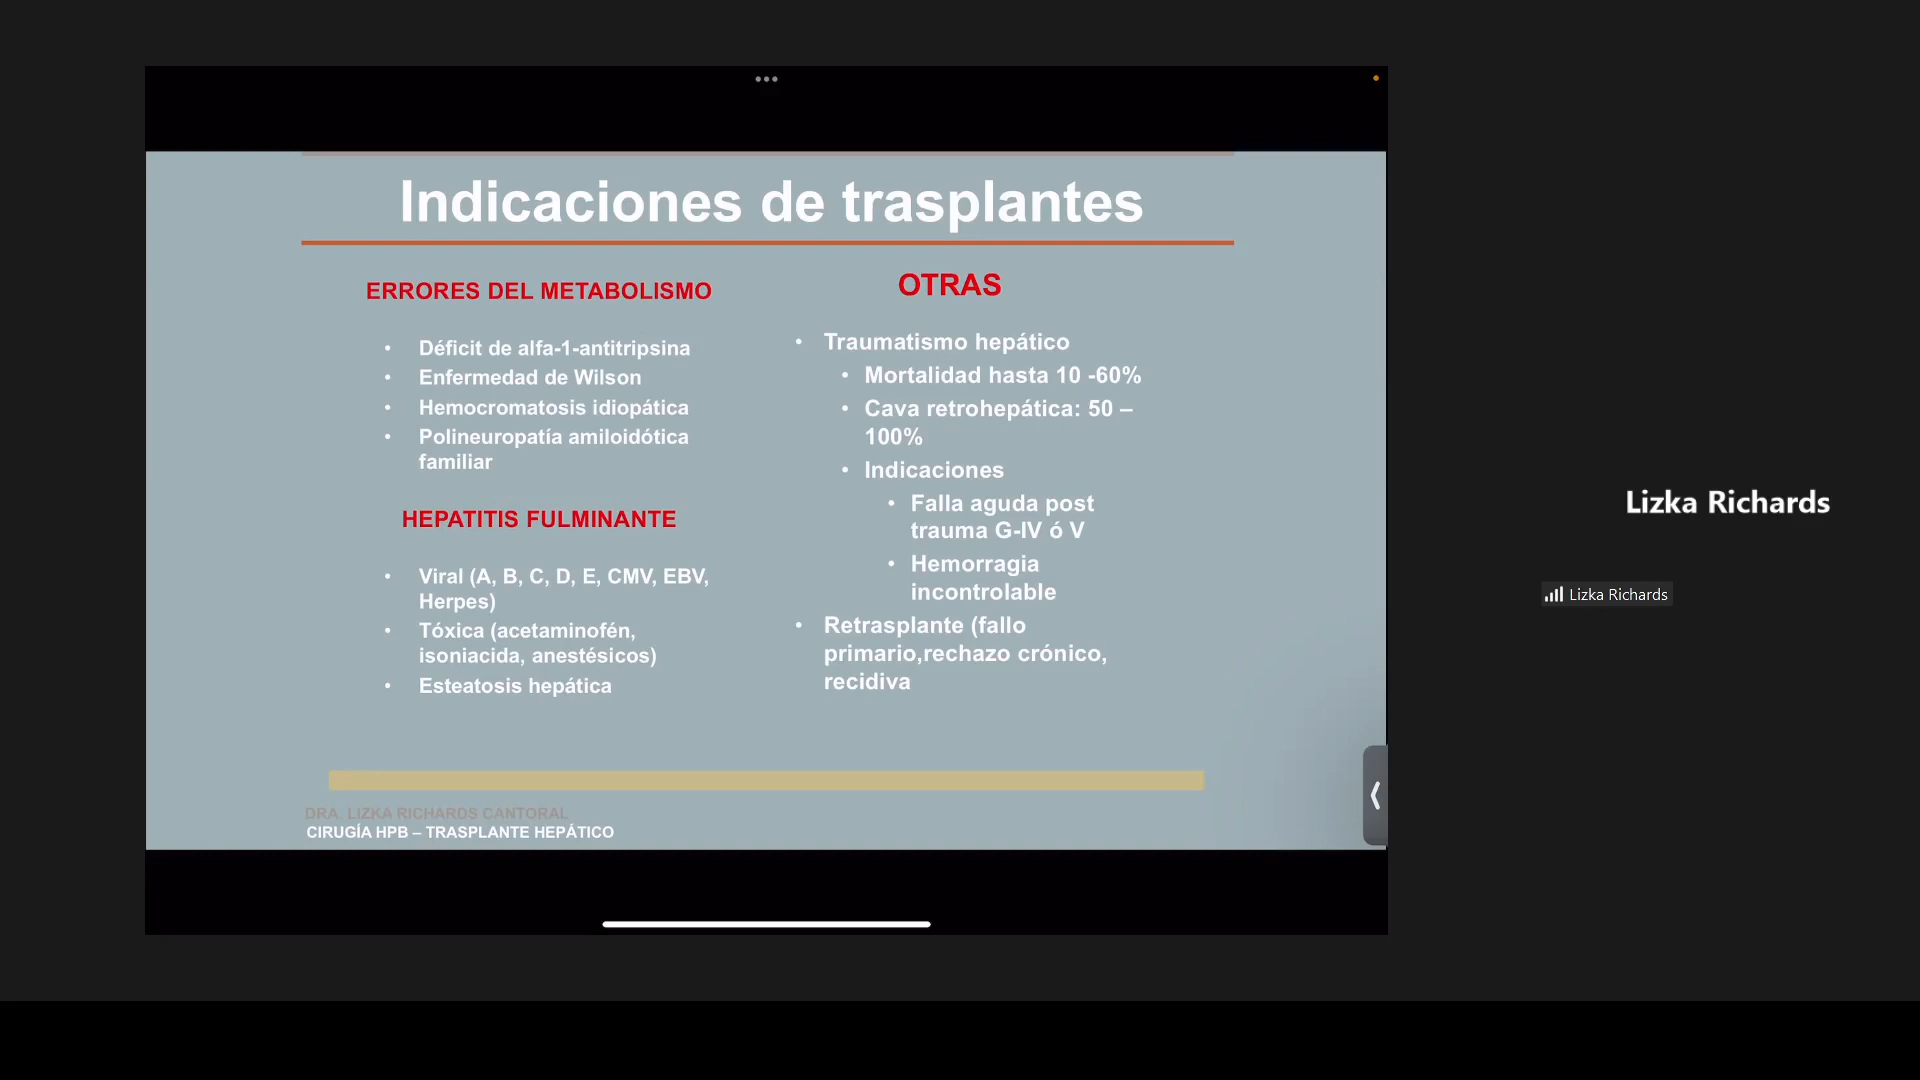 Indicaciones de trasplantes
ERRORES DEL METABOLISMO
• Déficit de alfa-1-antitripsina
• Enfermedad de Wilson
• Hemocromatosis idiopática
• Polineuropatía amiloidótica
familiar
HEPATITIS FULMINANTE
• Viral (A, B, C, D, E, CMV, EBV,
Herpes)
• Tóxica (acetaminofén,
isoniacida, anestésicos)
• Esteatosis hepática
OTRAS
• Traumatismo hepático
• Mortalidad hasta 10 -60%
• Cava retrohepática: 50 –
100%
• Indicaciones
• Falla aguda post
trauma G-IV ó V
• Hemorragia
incontrolable
• Retrasplante (fallo
primario,rechazo crónico,
recidiva
DRA. LIZKA RICHARDS CANTORAL
CIRUGÍA HPB – TRASPLANTE HEPÁTICO
Lizka Richards
Lizka Richards